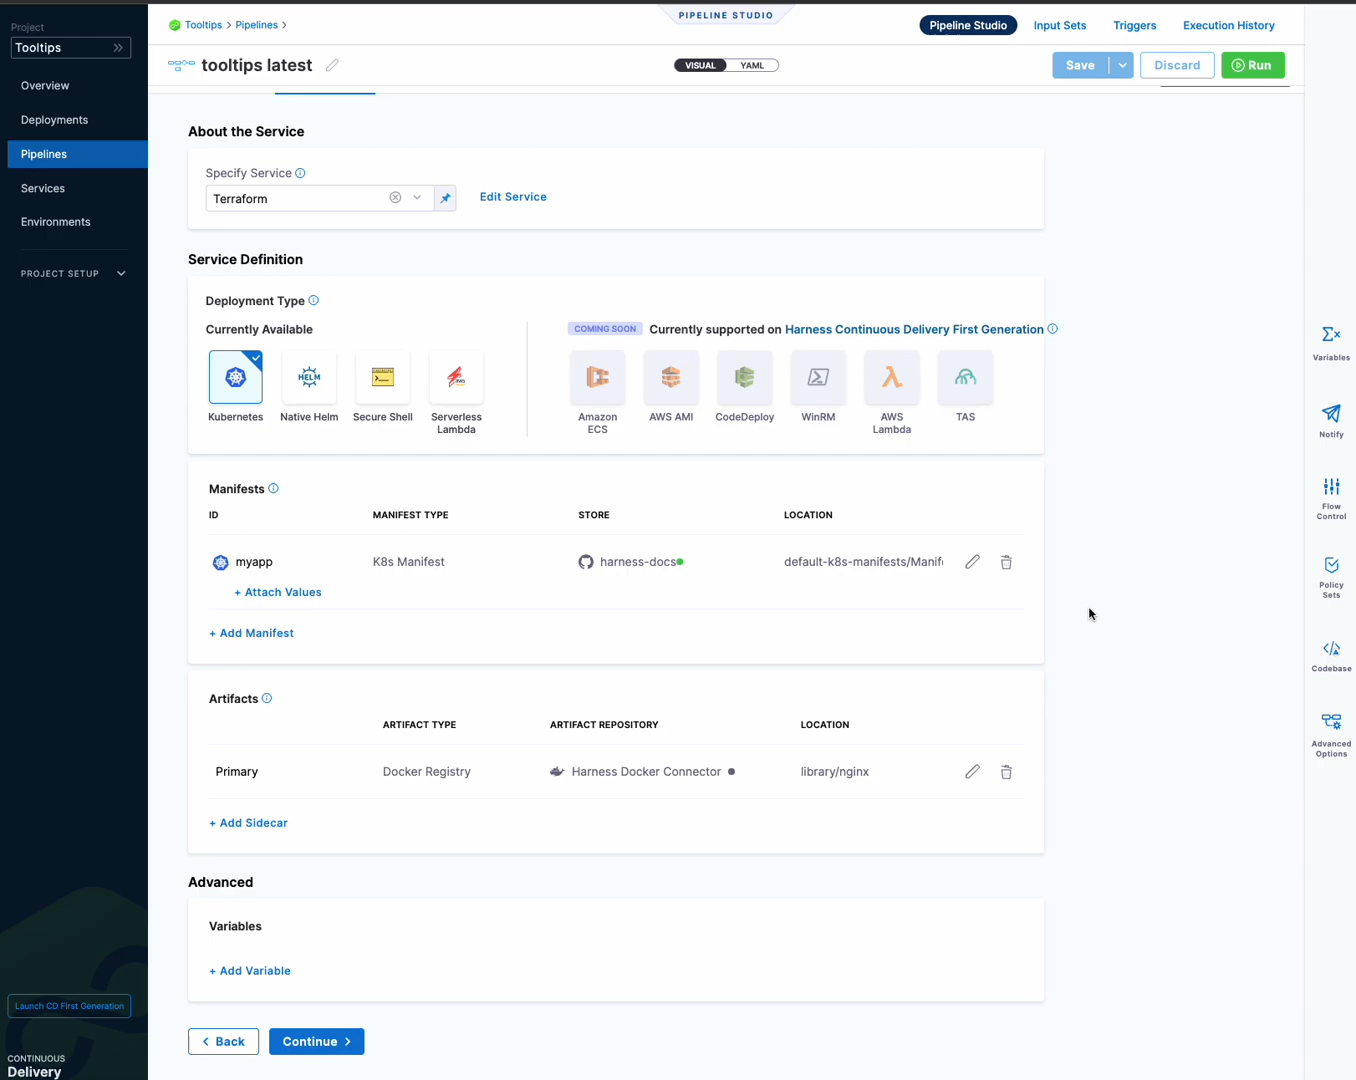 PIPELINE STUDIO
Project
Tooltips
Overview
Deployments
Pipelines
Services
Environments
PROJECT SETUP
Launch CD First Generation
CONTINUOUS
Delivery
Tooltips > Pipelines >
Pipeline Studio
Input Sets
Triggers
Execution History
tooltips latest
VISUAL
YAML
Save
Discard
Run
About the Service
Specify Service
Terraform
Edit Service
Service Definition
Deployment Type
Currently Available
Kubernetes
HELM
Native Helm
Secure Shell
aws
Serverless
Lambda
COMING SOON
Currently supported on Harness Continuous Delivery First Generation
Amazon
ECS
AWS AMI
CodeDeploy
WinRM
AWS
Lambda
TAS
Manifests
ID
MANIFEST TYPE
STORE
LOCATION
myapp
K8s Manifest
harness-docs
default-k8s-manifests/Manif
+ Attach Values
+ Add Manifest
Artifacts
ARTIFACT TYPE
ARTIFACT REPOSITORY
LOCATION
Primary
Docker Registry
Harness Docker Connector
library/nginx
+ Add Sidecar
Advanced
Variables
+ Add Variable
Back
Continue
Variables
Notify
Flow
Control
Policy
Sets
Codebase
Advanced
Options